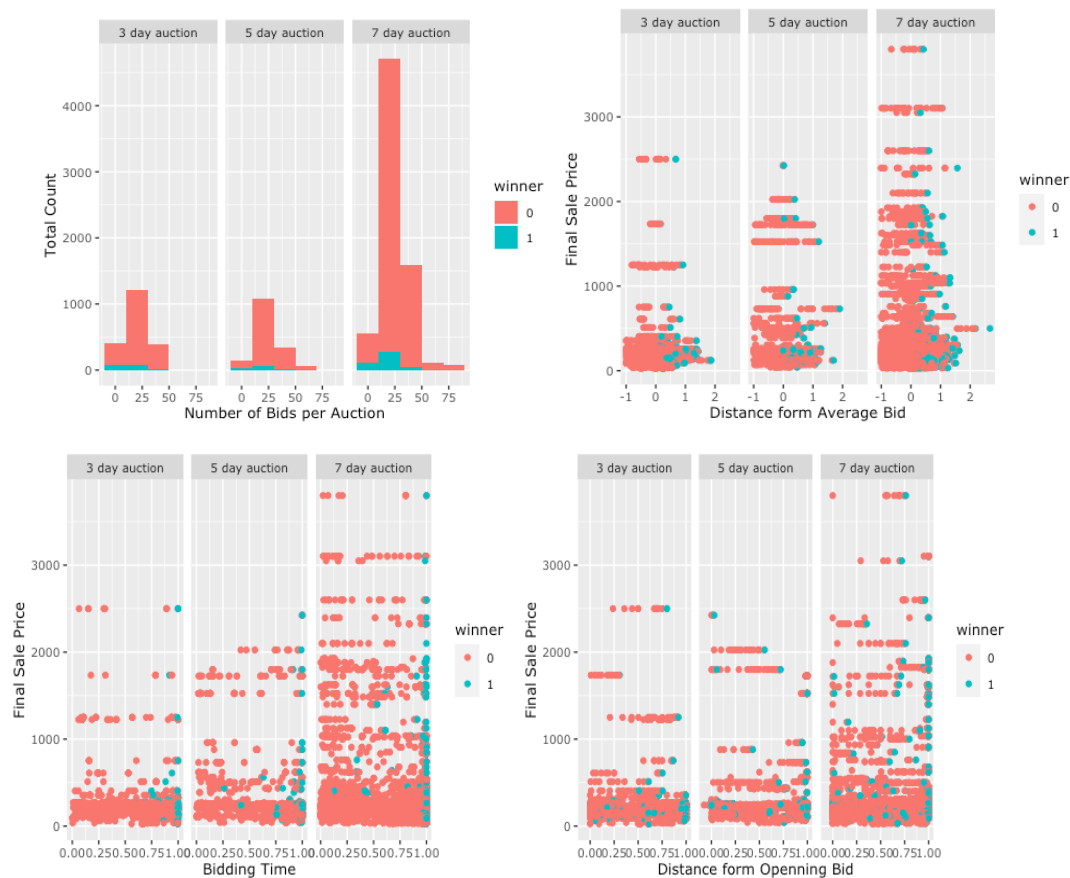 3 day auction 5 day auction 7 day auction
4000
3000
2000
1000
0
Total Count
0 25 50 75 0 25 50 75 0 25 50 75
Number of Bids per Auction
winner
0
1
3 day auction 5 day auction 7 day auction
3000
2000
1000
0
Final Sale Price
-1 0 1 2 -1 0 1 2 -1 0 1 2
Distance form Average Bid
winner
0
1
3 day auction 5 day auction 7 day auction
3000
2000
1000
0
Final Sale Price
0.000.250.500.751.00 0.000.250.500.751.00 0.000.250.500.751.00
Bidding Time
winner
0
1
3 day auction 5 day auction 7 day auction
3000
2000
1000
0
Final Sale Price
0.000.250.500.751.00 0.000.250.500.751.00 0.000.250.500.751.00
Distance form Openning Bid
winner
0
1